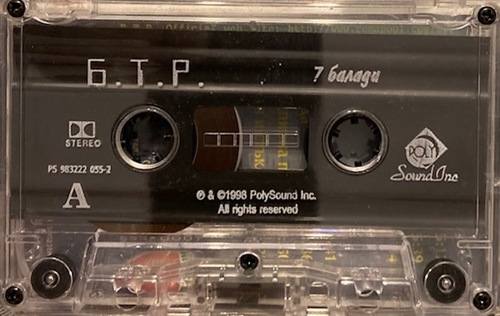 Б.Т.Р.
7 балади
STEREO
PS 983222 055-2
A
POLY
Sound Inc
℗ & ©1998 PolySound Inc.
All rights reserved